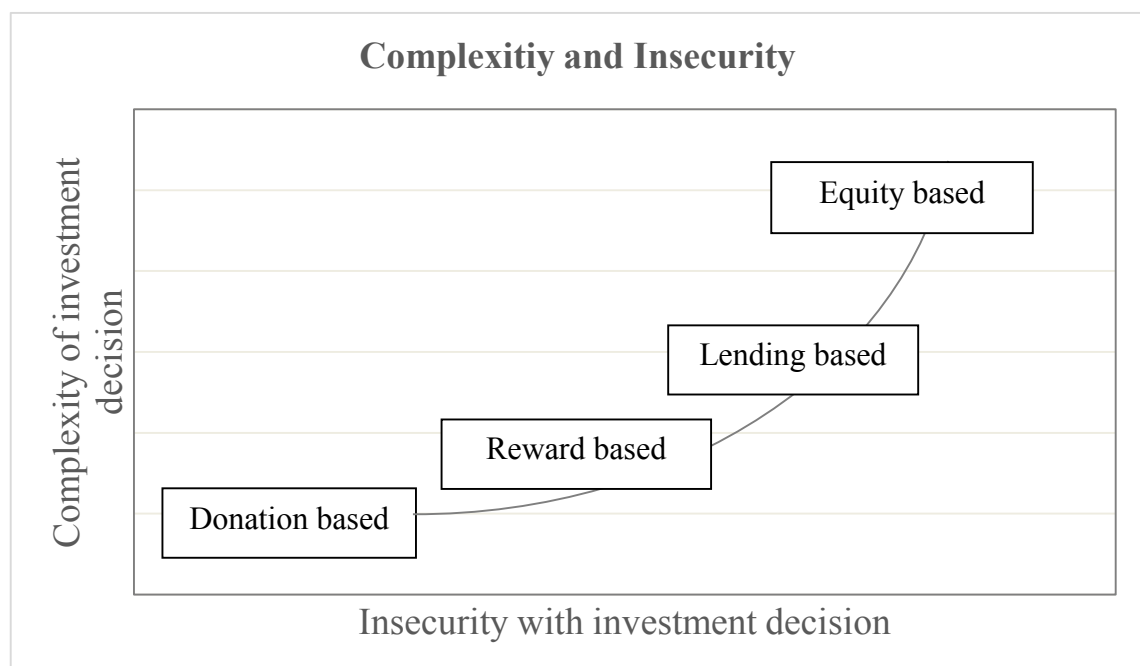 Complexitiy and Insecurity
Complexity of investment
decision
Equity based
Lending based
Reward based
Donation based
Insecurity with investment decision